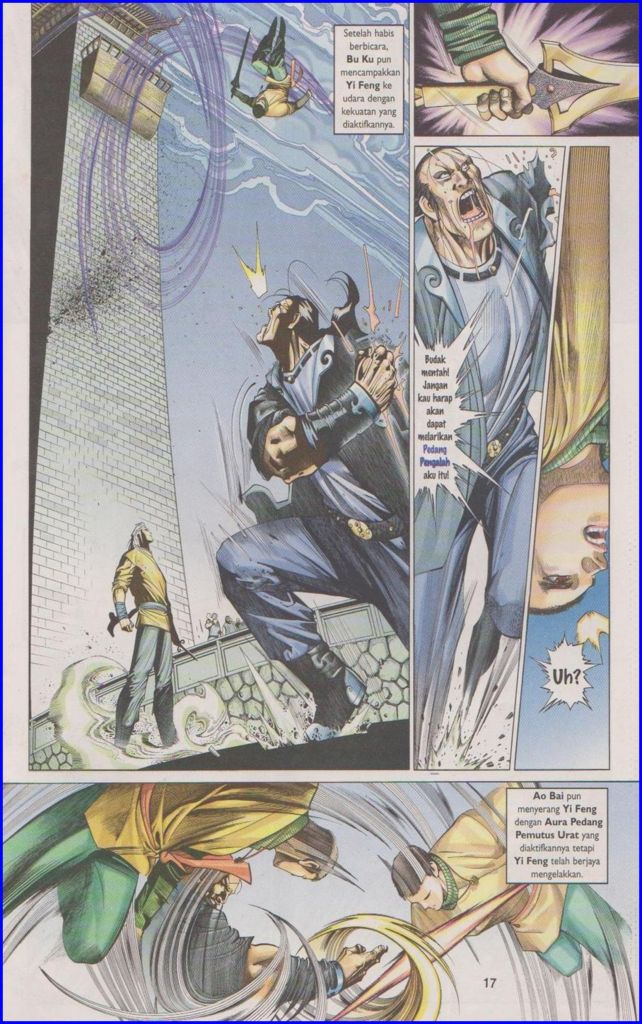 Setelah habis
berbicara,
Bu Ku pun
mencampakkan
Yi Feng ke
udara dengan
kekuatan yang
diaktifkannya.
Budak
mentah!
Jangan
kau harap
akan
dapat
melarikan
Pedang
Pengalah
aku itu!
Uh?
Ao Bai pun
menyerang Yi Feng
dengan Aura Pedang
Pemutus Urat yang
diaktifkannya tetapi
Yi Feng telah berjaya
mengelakkan.
17